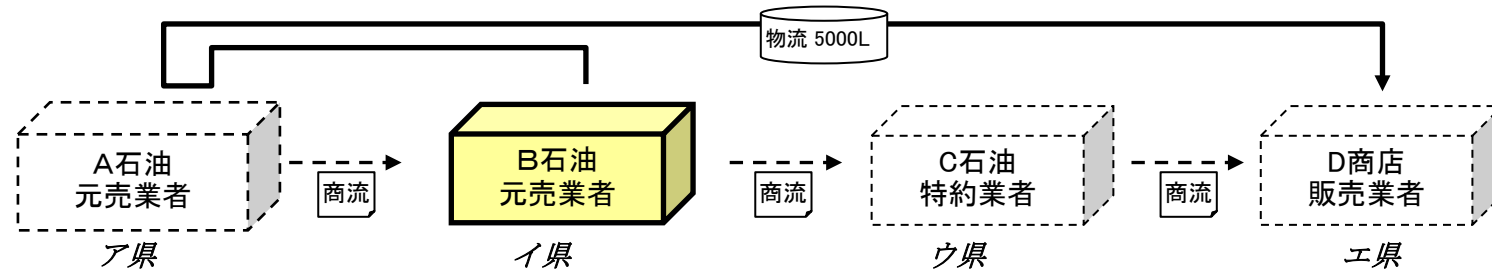 物流 5000L
A石油
元売業者
商流
B石油
元売業者
商流
C石油
特約業者
商流
D商店
販売業者
ア県
イ県
ウ県
エ県